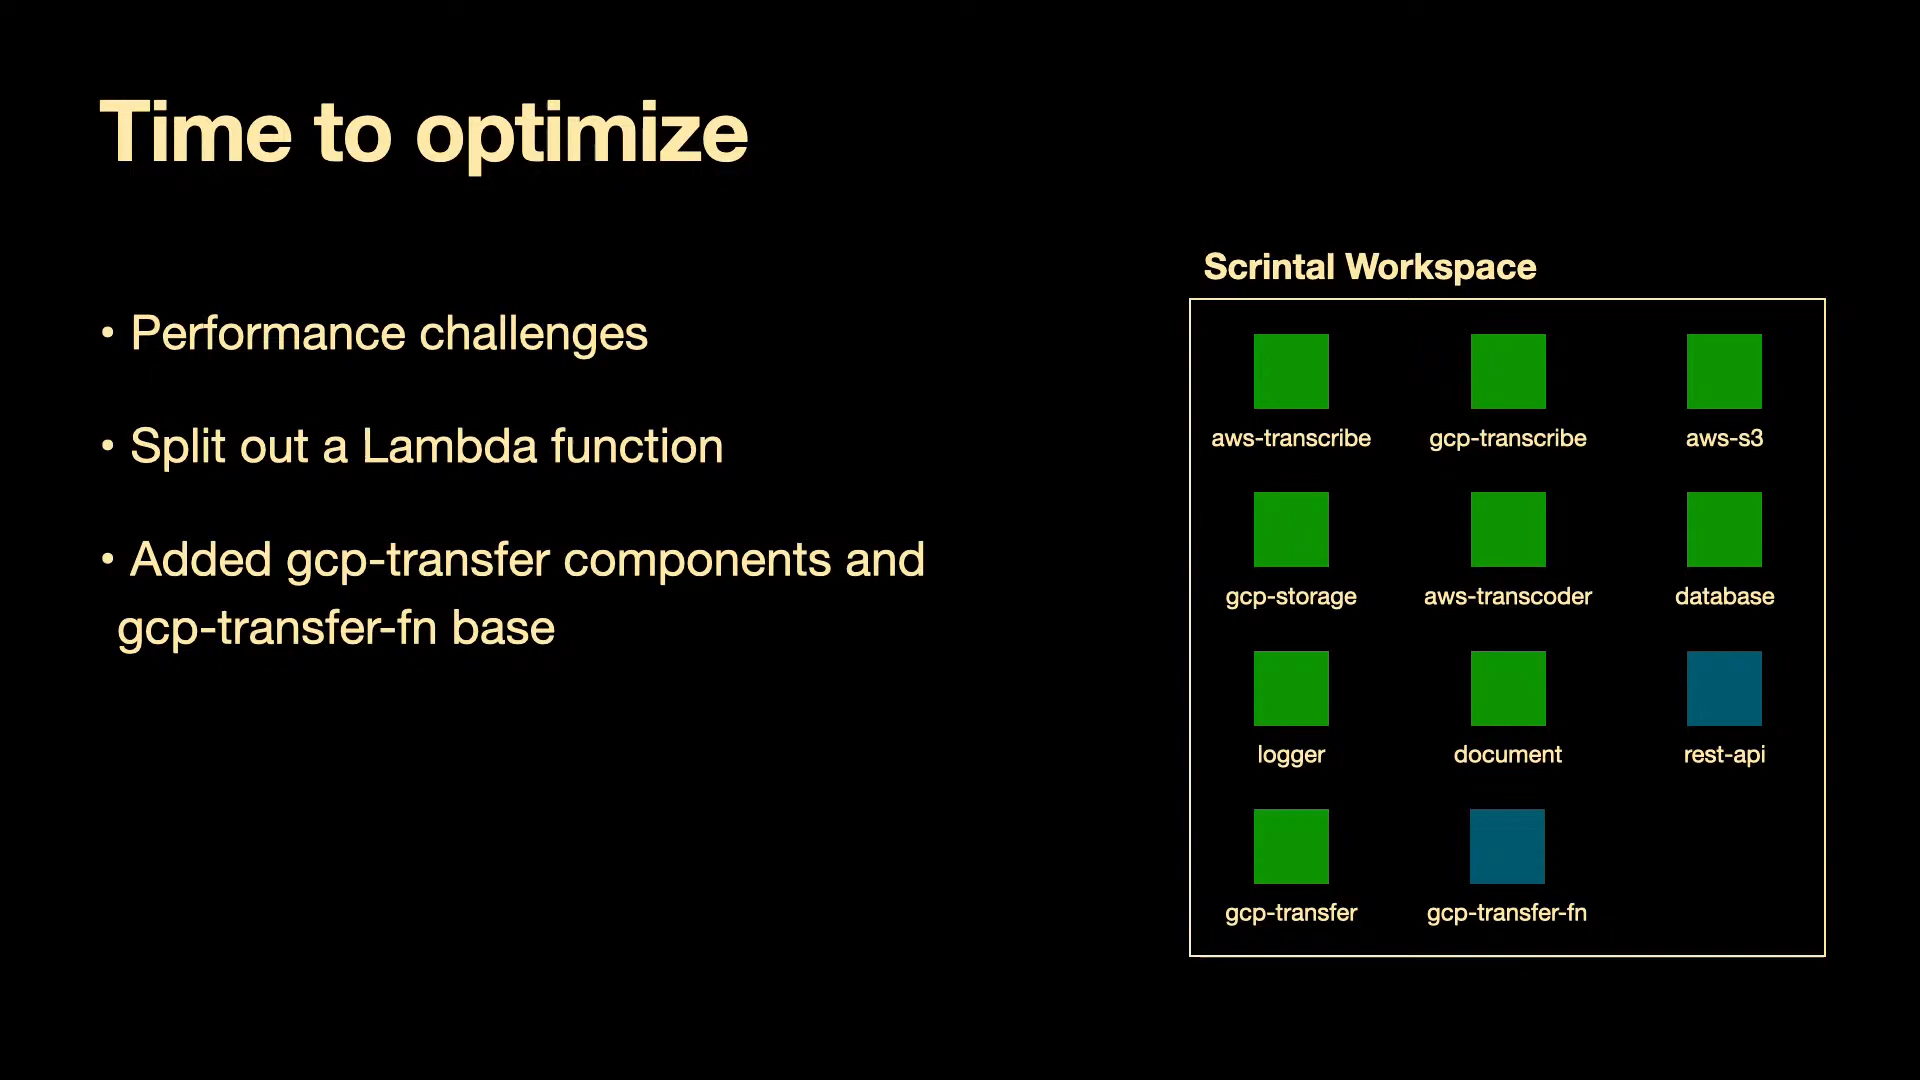 Time to optimize
• Performance challenges
• Split out a Lambda function
• Added gcp-transfer components and
gcp-transfer-fn base
Scrintal Workspace
aws-transcribe
gcp-transcribe
aws-s3
gcp-storage
aws-transcoder
database
logger
document
rest-api
gcp-transfer
gcp-transfer-fn